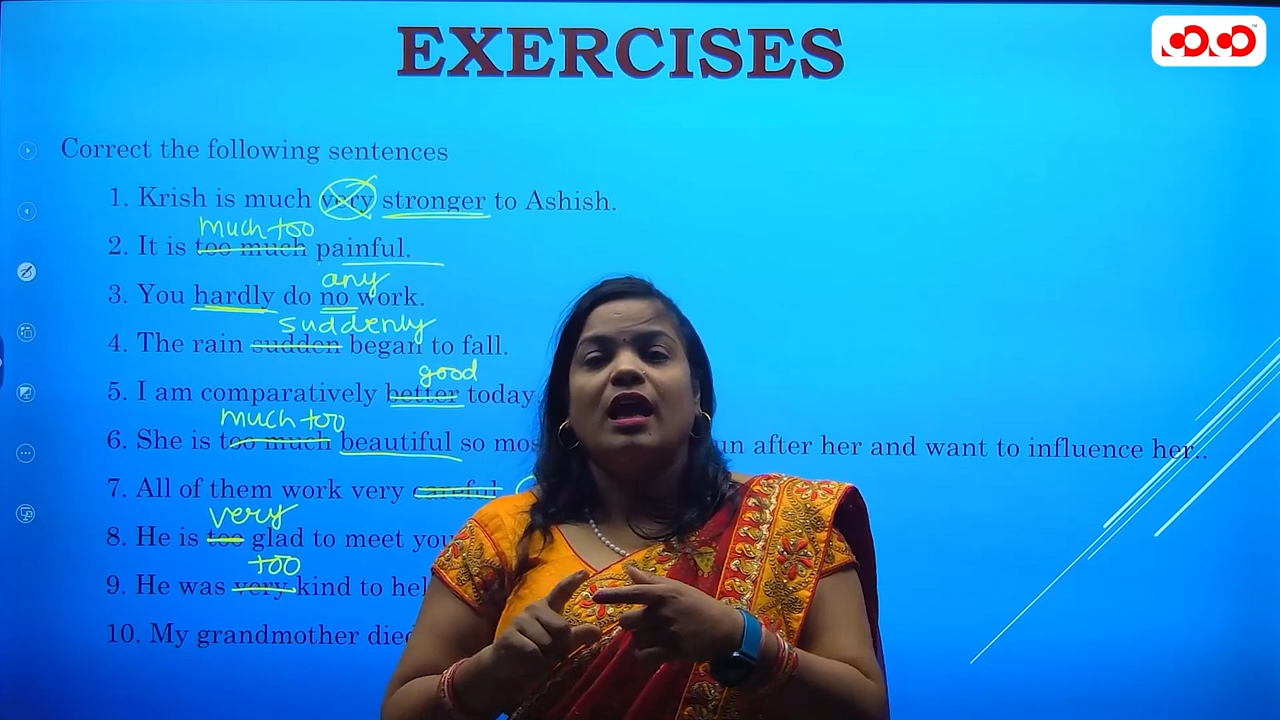 EXERCISES
Correct the following sentences
1. Krish is much very stronger to Ashish.
much too
2. It is too much painful.
any
3. You hardly do no work.
suddenly
4. The rain sudden began to fall.
good
5. I am comparatively better today
much too
6. She is too much beautiful so after her and want to influence her..
7. All of them work very careful
very
8. He is too glad to meet you
too
9. He was very kind to
10. My grandmother died